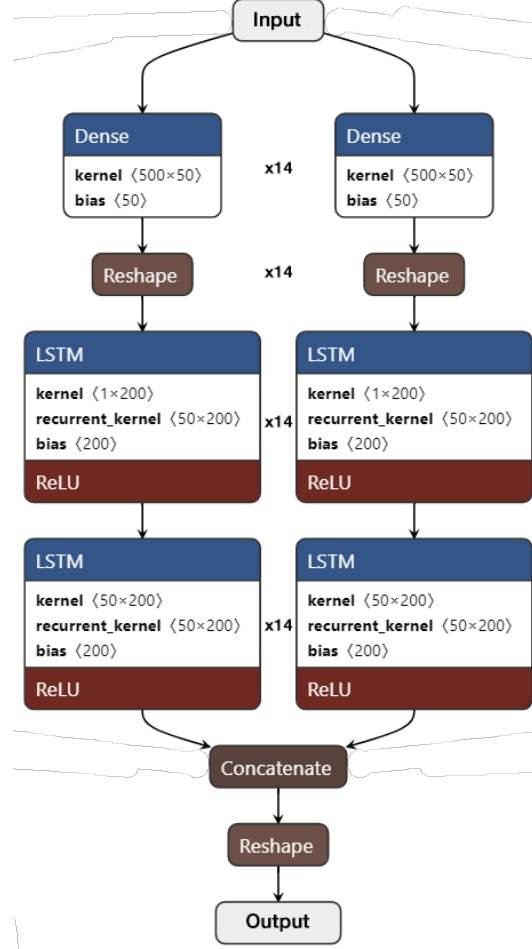 Input
Dense
kernel 〈500×50〉
bias 〈50〉
x14
Dense
kernel 〈500×50〉
bias 〈50〉
Reshape
x14
Reshape
LSTM
kernel 〈1×200〉
recurrent_kernel 〈50×200〉
bias 〈200〉
ReLU
x14
LSTM
kernel 〈1×200〉
recurrent_kernel 〈50×200〉
bias 〈200〉
ReLU
LSTM
kernel 〈50×200〉
recurrent_kernel 〈50×200〉
bias 〈200〉
ReLU
x14
LSTM
kernel 〈50×200〉
recurrent_kernel 〈50×200〉
bias 〈200〉
ReLU
Concatenate
Reshape
Output